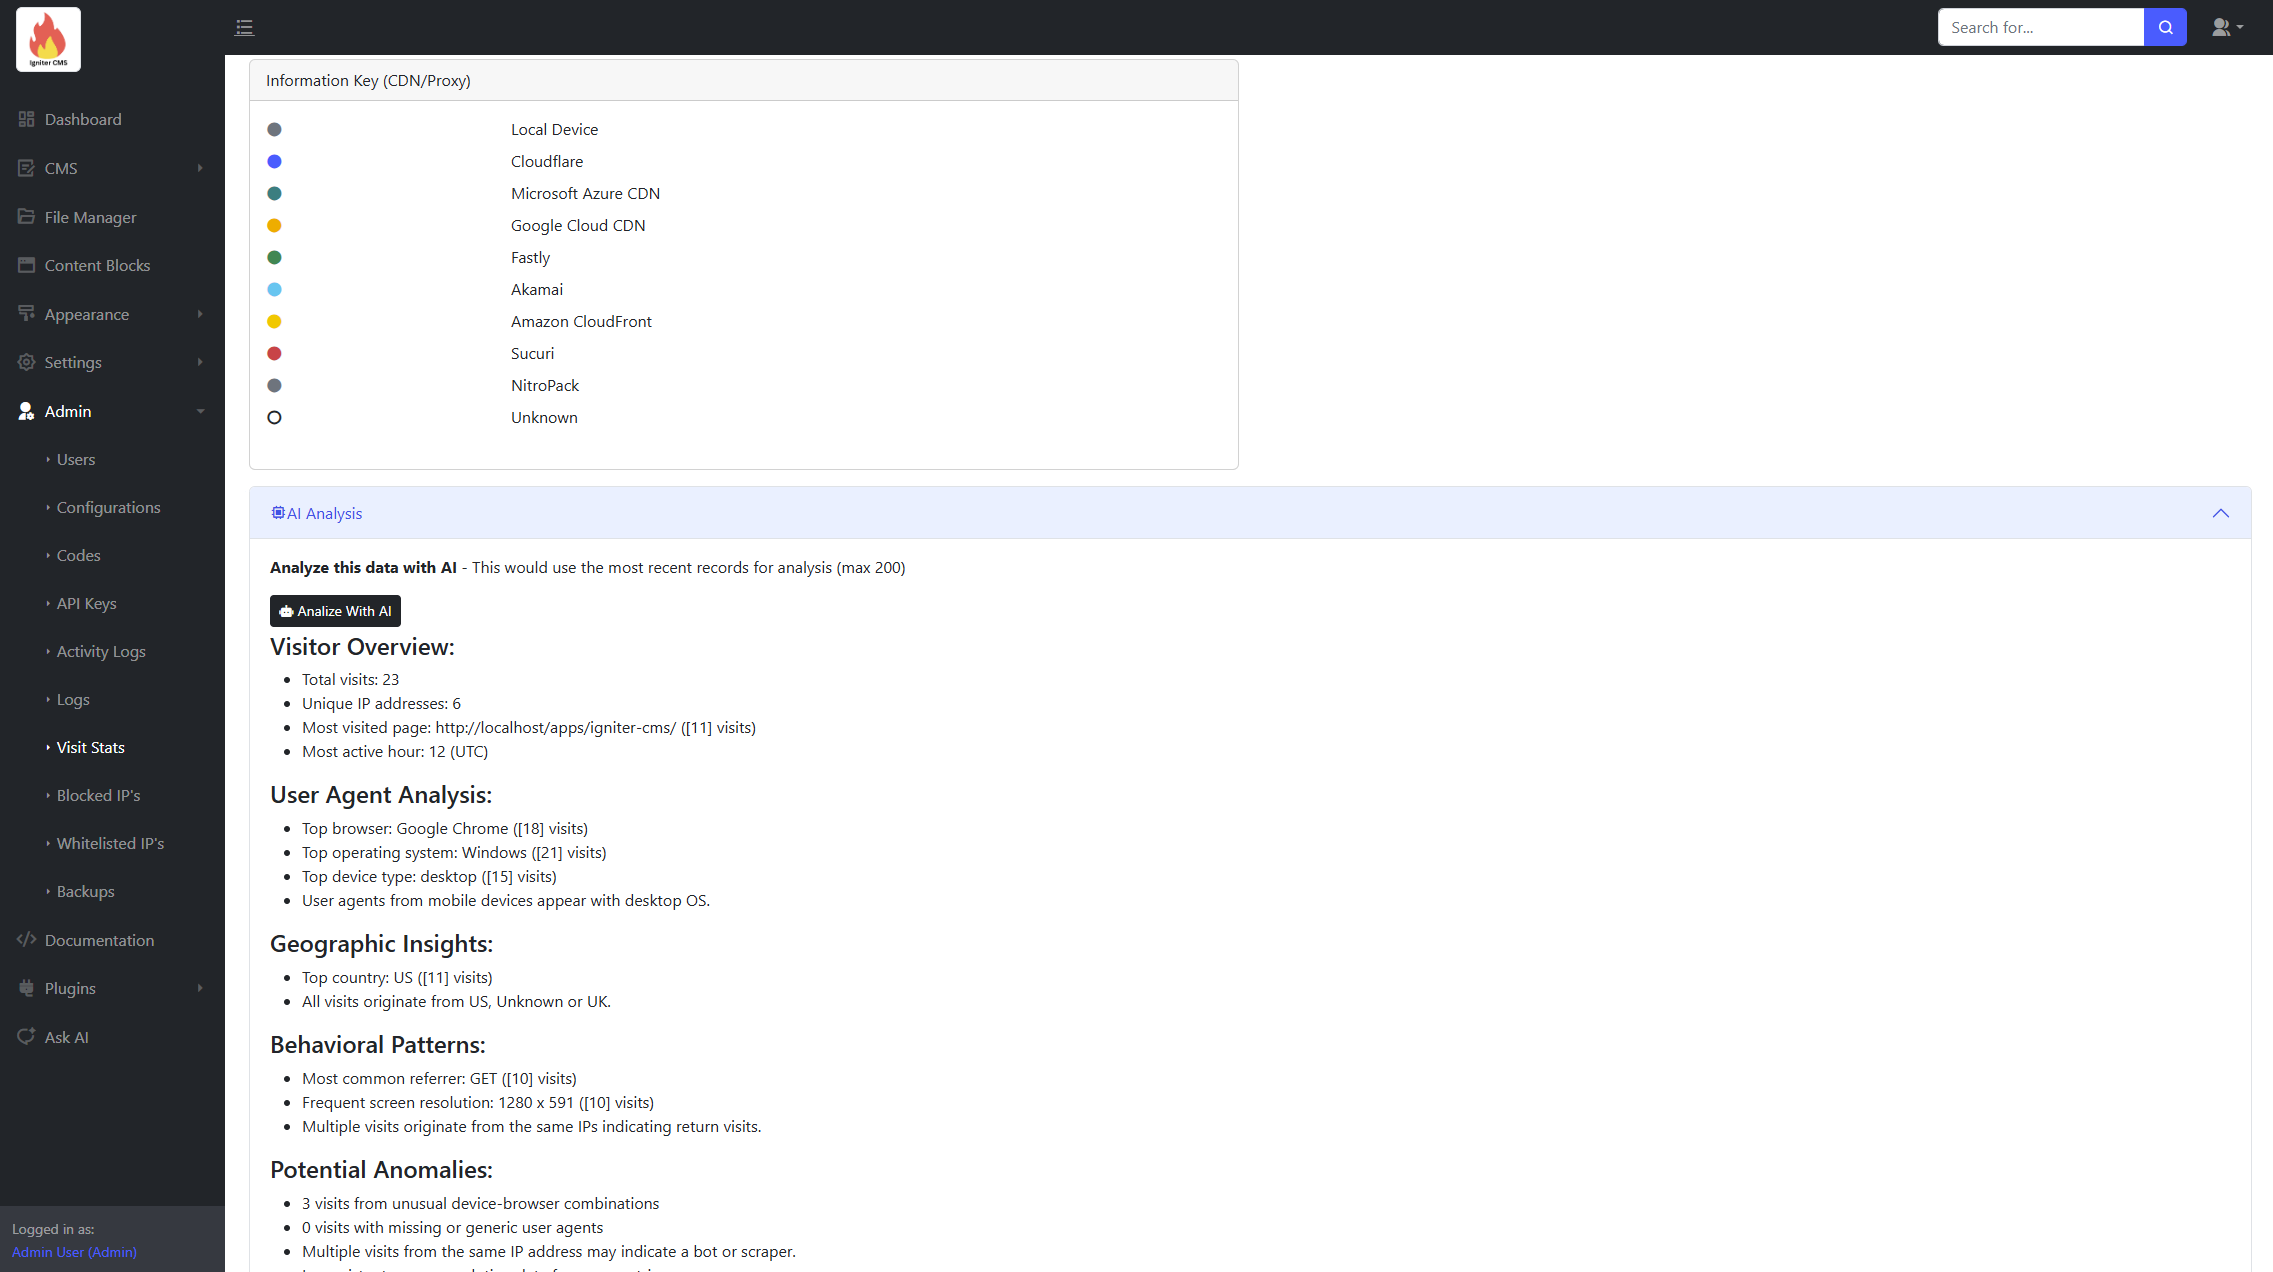 Igniter CMS
Search for...
Dashboard
CMS
File Manager
Content Blocks
Appearance
Settings
Admin
Users
Configurations
Codes
API Keys
Activity Logs
Logs
Visit Stats
Blocked IP's
Whitelisted IP's
Backups
Documentation
Plugins
Ask AI
Logged in as:
Admin User (Admin)
Information Key (CDN/Proxy)
Local Device
Cloudflare
Microsoft Azure CDN
Google Cloud CDN
Fastly
Akamai
Amazon CloudFront
Sucuri
NitroPack
Unknown
AI Analysis
Analyze this data with AI - This would use the most recent records for analysis (max 200)
Analize With AI
Visitor Overview:
Total visits: 23
Unique IP addresses: 6
Most visited page: http://localhost/apps/igniter-cms/ ([11] visits)
Most active hour: 12 (UTC)
User Agent Analysis:
Top browser: Google Chrome ([18] visits)
Top operating system: Windows ([21] visits)
Top device type: desktop ([15] visits)
User agents from mobile devices appear with desktop OS.
Geographic Insights:
Top country: US ([11] visits)
All visits originate from US, Unknown or UK.
Behavioral Patterns:
Most common referrer: GET ([10] visits)
Frequent screen resolution: 1280 x 591 ([10] visits)
Multiple visits originate from the same IPs indicating return visits.
Potential Anomalies:
3 visits from unusual device-browser combinations
0 visits with missing or generic user agents
Multiple visits from the same IP address may indicate a bot or scraper.